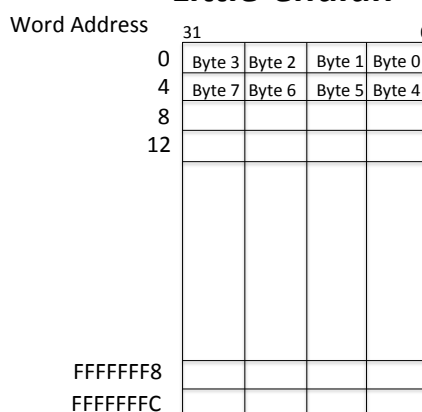 Word Address
31
0 Byte 3 Byte 2 Byte 1 Byte 0
4 Byte 7 Byte 6 Byte 5 Byte 4
8
12
FFFFFFF8
FFFFFFFC